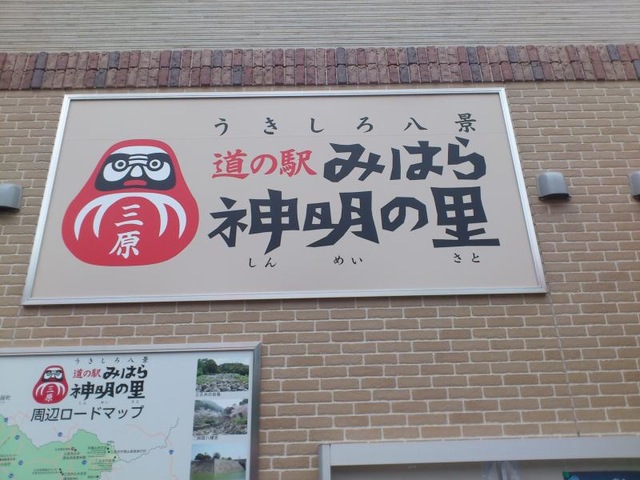 うきしろ八景
道の駅 みはら
三原
神明の里
しん めい さと
うきしろ八景
道の駅 みはら
三原
神明の里
周辺ロードマップ